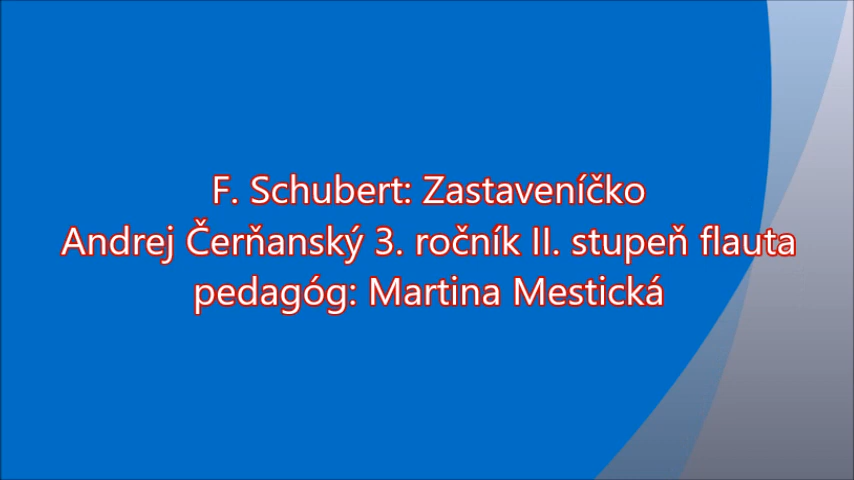 F. Schubert: Zastaveníčko
Andrej Čerňanský 3. ročník II. stupeň flauta
pedagóg: Martina Mestická